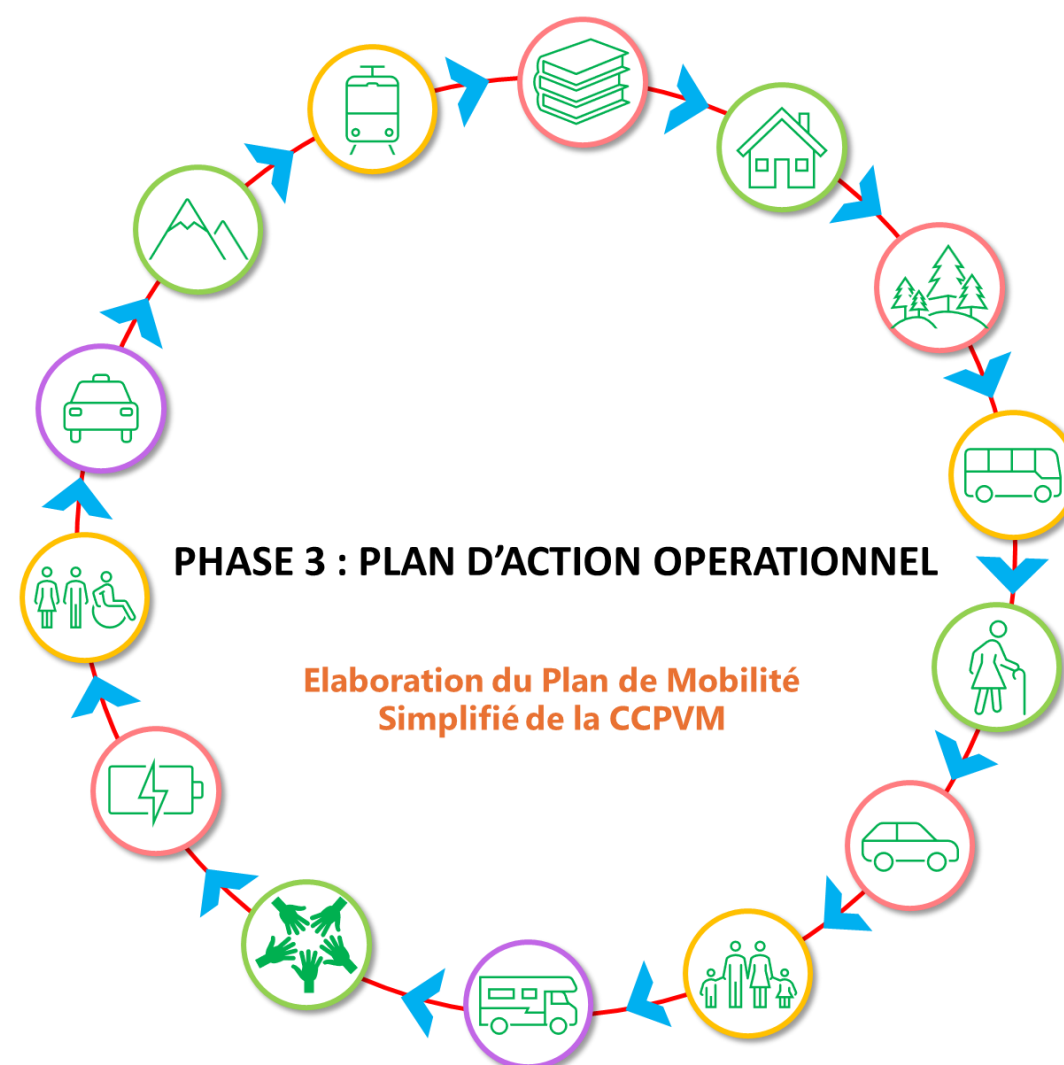 PHASE 3 : PLAN D’ACTION OPERATIONNEL
Elaboration du Plan de Mobilité
Simplifié de la CCPVM